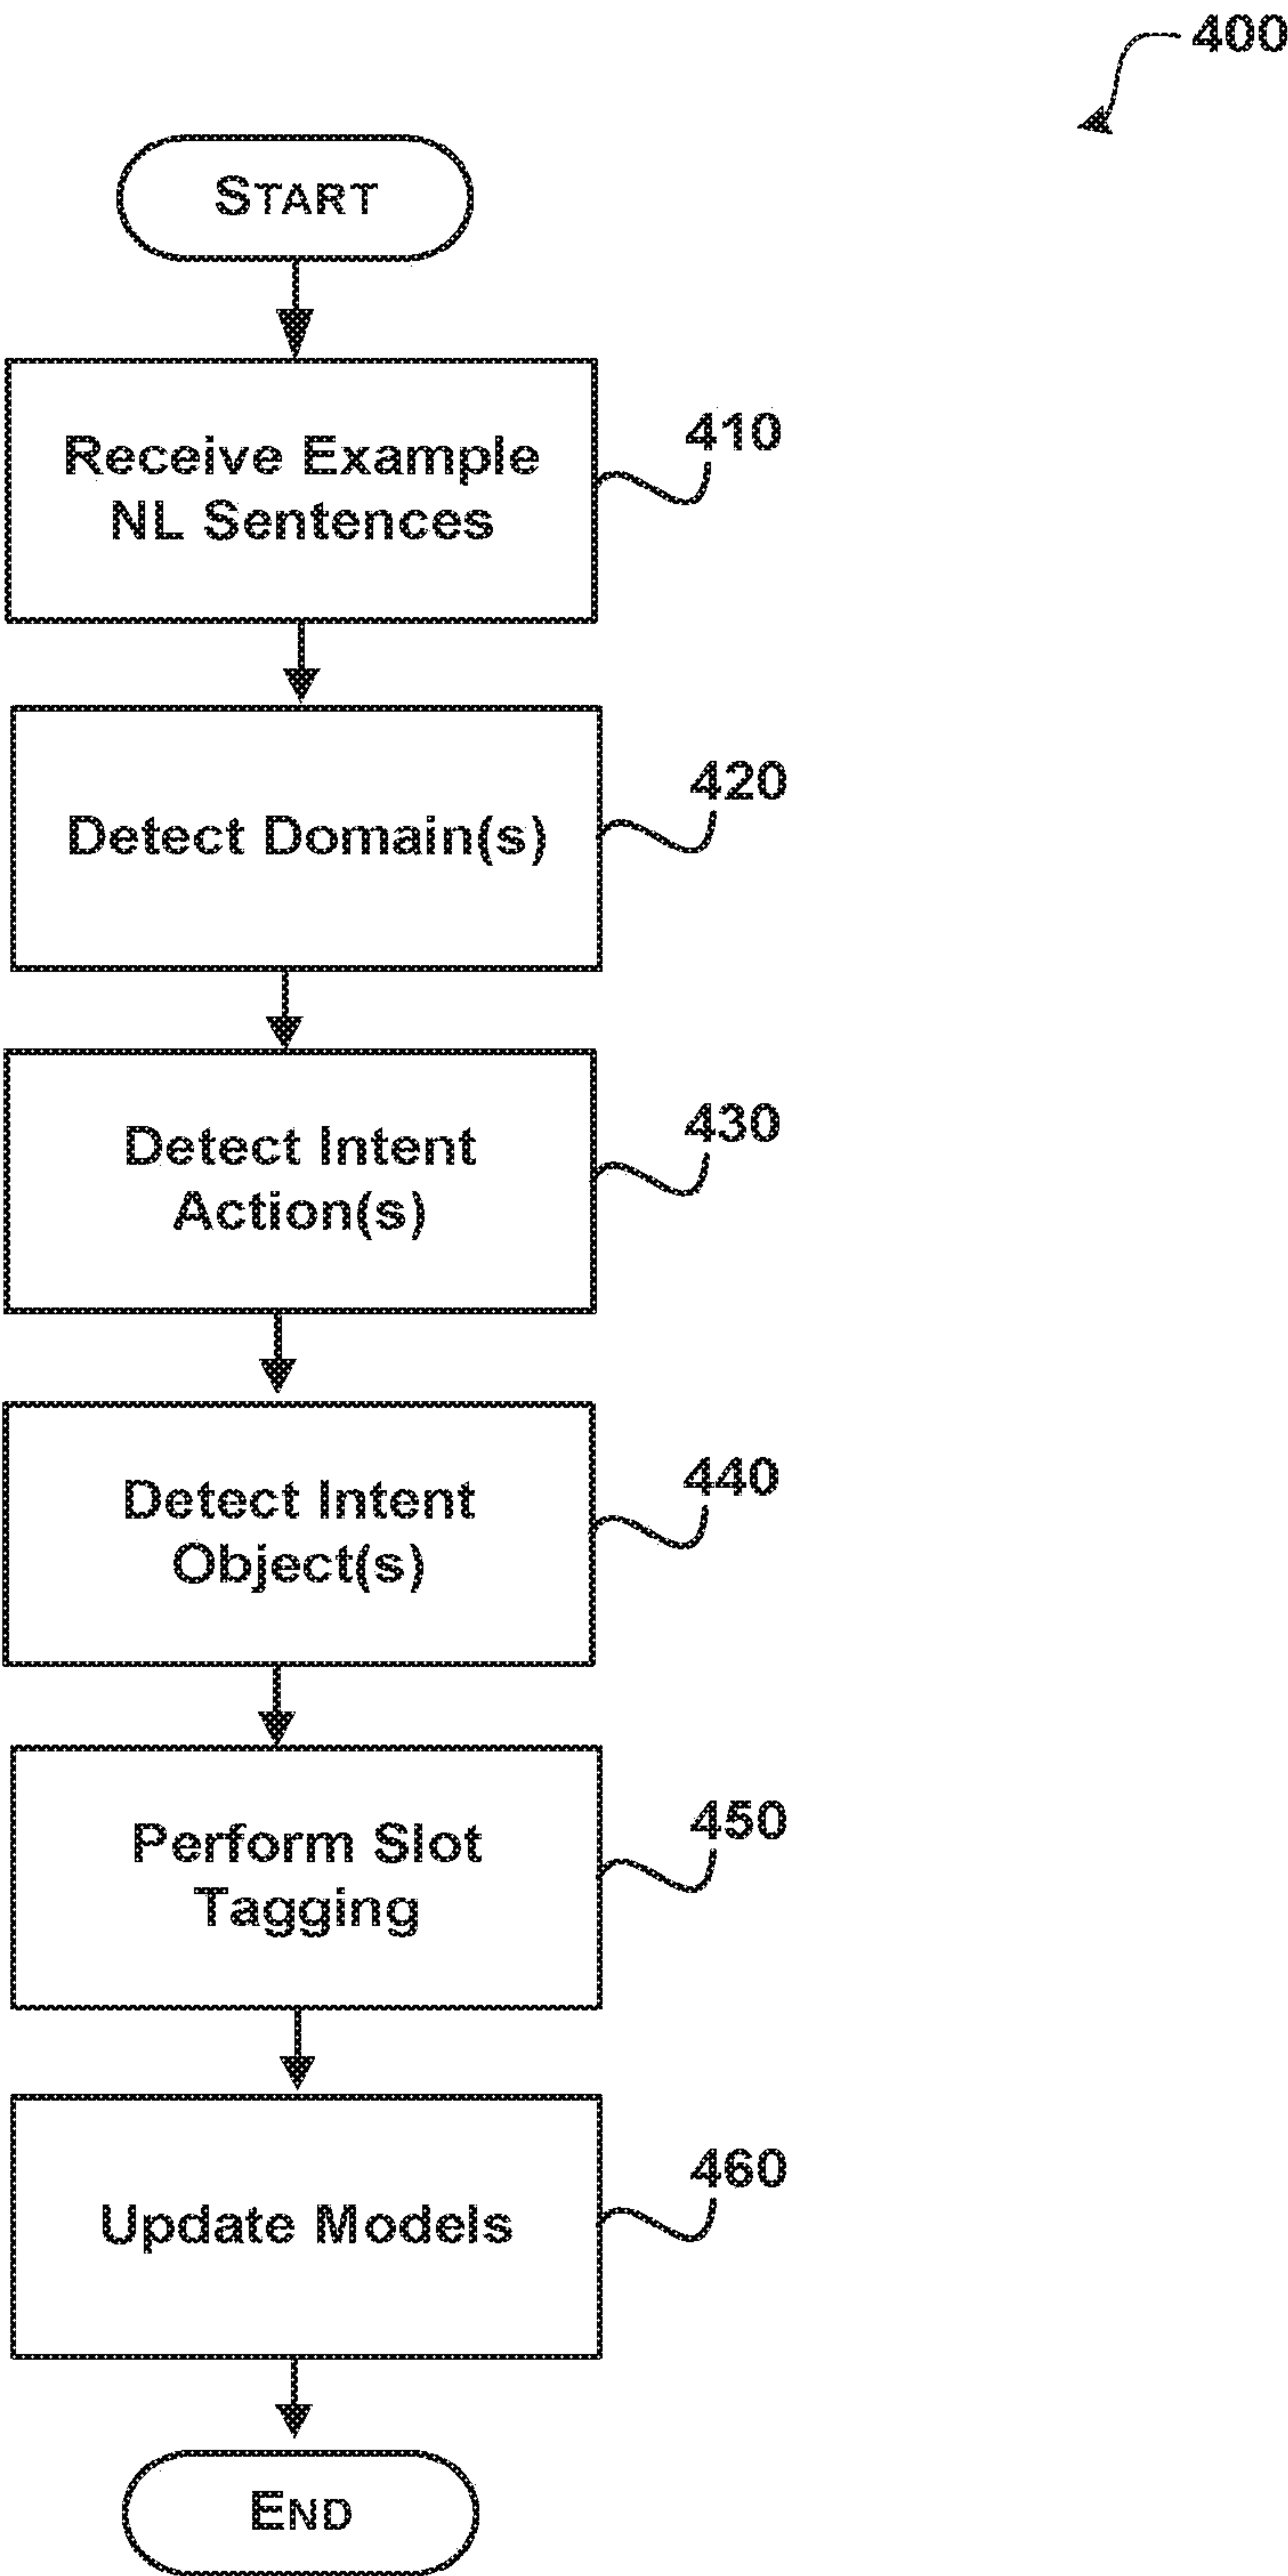 400
START
Receive Example
NL Sentences
410
Detect Domain(s)
420
Detect Intent
Action(s)
430
Detect Intent
Object(s)
440
Perform Slot
Tagging
450
Update Models
460
END